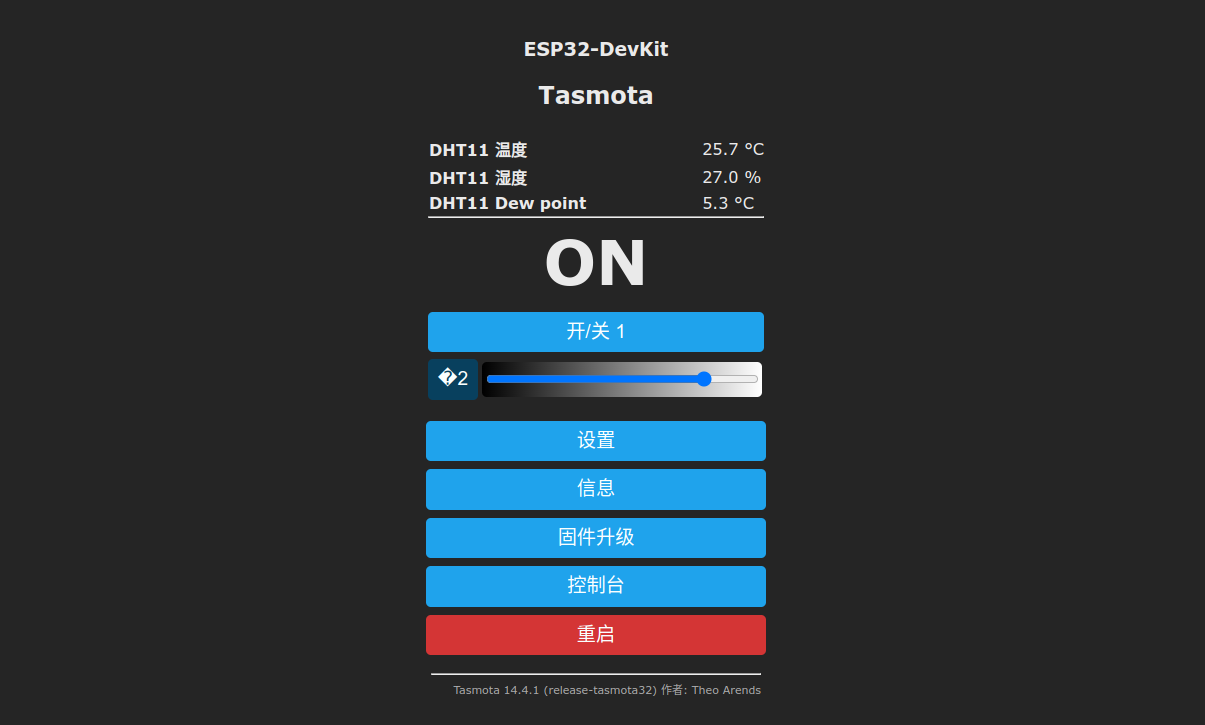 ESP32-DevKit
Tasmota
DHT11 温度 25.7 °C
DHT11 湿度 27.0 %
DHT11 Dew point 5.3 °C
ON
开/关 1
�2
设置
信息
固件升级
控制台
重启
Tasmota 14.4.1 (release-tasmota32) 作者: Theo Arends